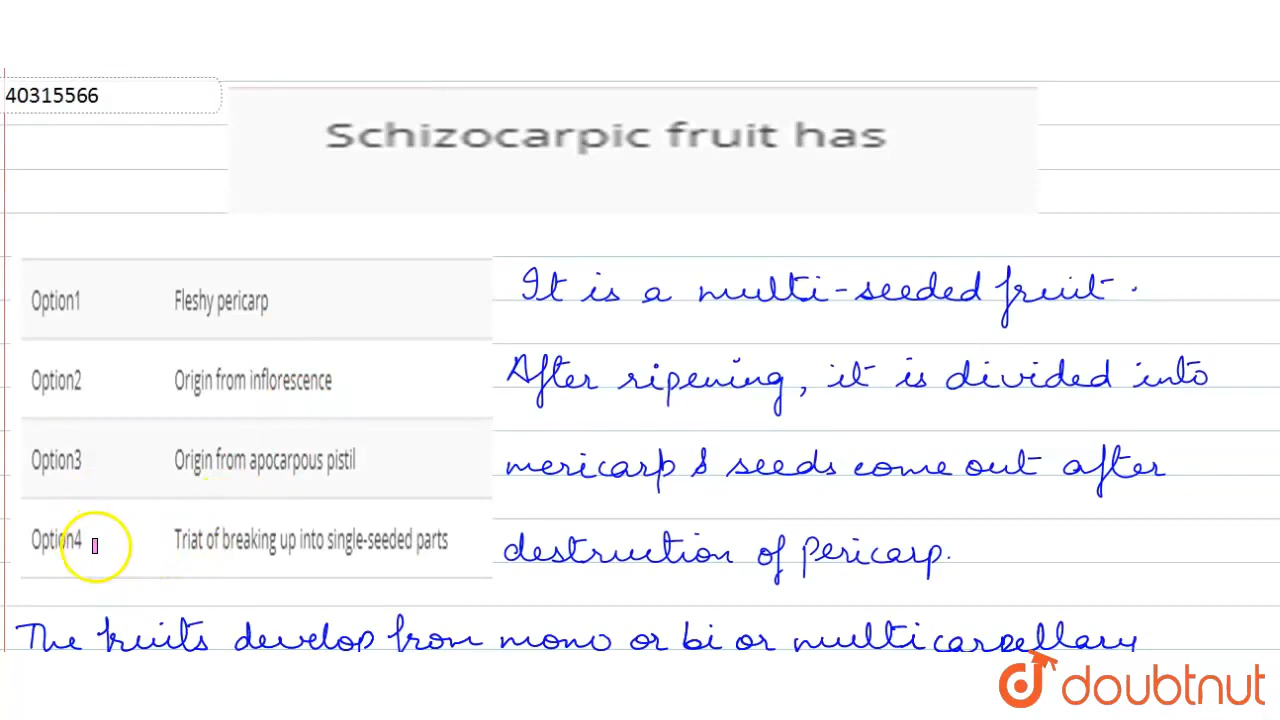 40315566
Schizocarpic fruit has
Option1 Fleshy pericarp
Option2 Origin from inflorescence
Option3 Origin from apocarpous pistil
Option4 Triat of breaking up into single-seeded parts
It is a multi-seeded fruit.
After ripening, it is divided into
mericarp & seeds come out after
destruction of pericarp.
The fruits develop from mono or bi or multicarpellary
doubtnut